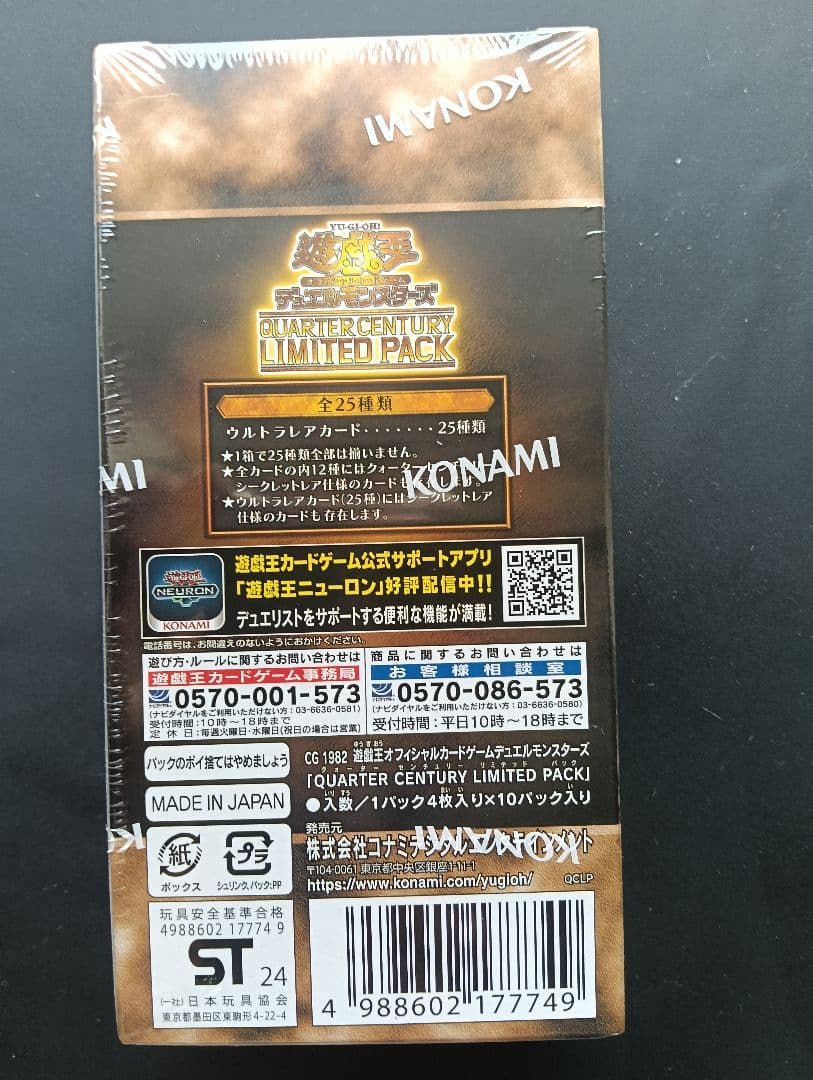 KONAMI
YU-GI-OH!
遊戯王
オフィシャルカードゲーム
デュエルモンスターズ
QUARTER CENTURY
LIMITED PACK
全25種類
ウルトラレアカード・・・・・・・25種類
★1箱で25種類全部は揃いません。
★全カードの内12種にはクォーター
シークレットレア仕様のカードも存在します。
★ウルトラレアカード(25種)にはシークレットレア
仕様のカードも存在します。
KONAMI
AMI
Yu-Gi-Oh!
NEURON
KONAMI
遊戯王カードゲーム公式サポートアプリ
「遊戯王ニューロン」好評配信中!!
デュエリストをサポートする便利な機能が満載!
電話番号は、お間違えのないようにおかけください。
遊び方・ルールに関するお問い合わせは
遊戯王カードゲーム事務局
0570-001-573
(ナビダイヤルをご利用いただけない方:03-6636-0581)
受付時間:10時〜18時まで
定休日:毎週火曜日・水曜日(祝日の場合は営業)
商品に関するお問い合わせは
お客様相談室
0570-086-573
(ナビダイヤルをご利用いただけない方:03-6636-0580)
受付時間:平日10時〜18時まで
パックのポイ捨てはやめましょう
MADE IN JAPAN
紙
ボックス
プラ
シュリンク、パック:PP
CG 1982 遊戯王オフィシャルカードゲームデュエルモンスターズ
「QUARTER CENTURY LIMITED PACK」
●入数/1パック4枚入り×10パック入り
発売元
株式会社コナミデジタルエンタテインメント
〒104-0061 東京都中央区銀座1-11-1
https://www.konami.com/yugioh/
QCLP
KONAMI
玩具安全基準合格
4988602 17774 9
ST 24
(一社)日本玩具協会
東京都墨田区東駒形4-22-4
4 988602 177749